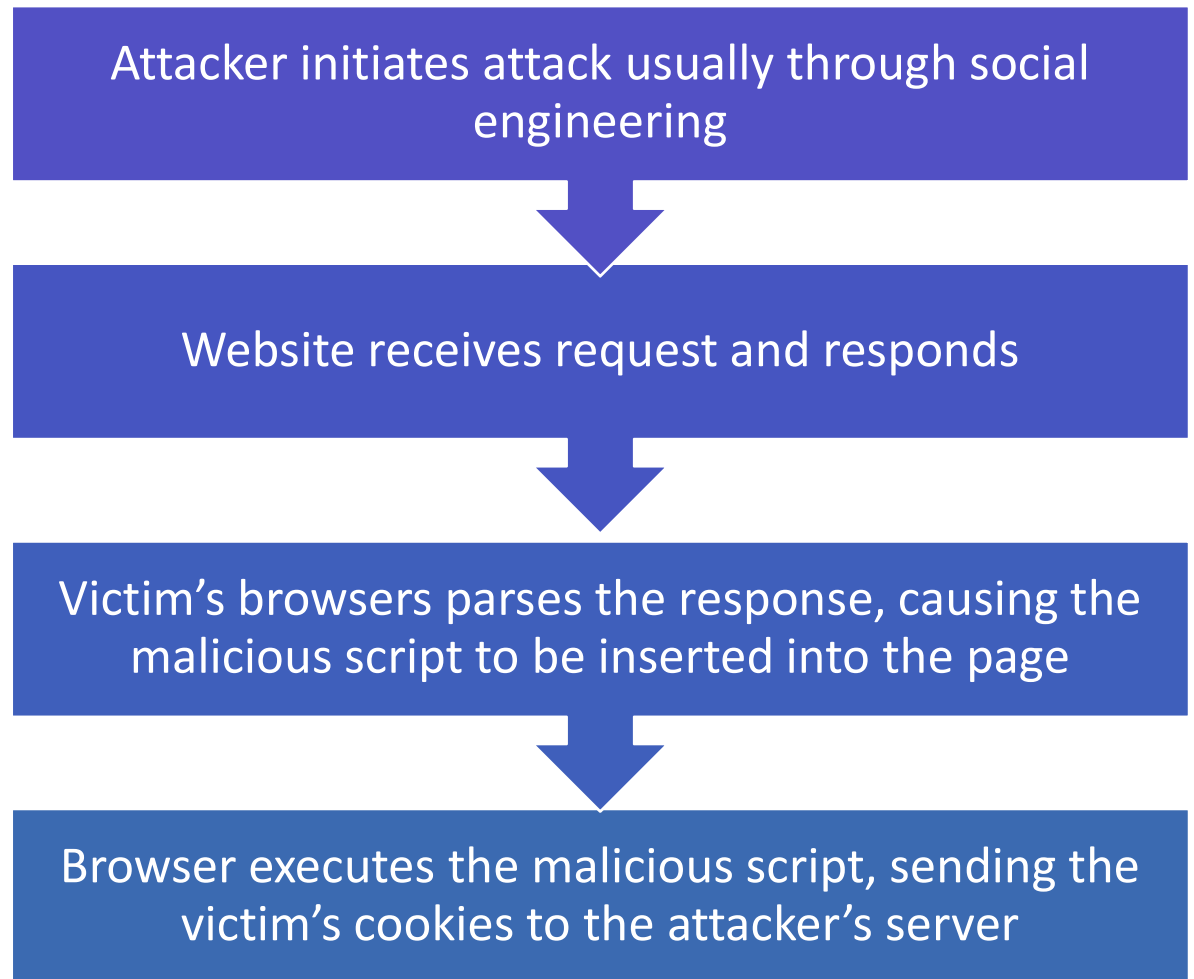 Attacker initiates attack usually through social
engineering
Website receives request and responds
Victim’s browsers parses the response, causing the
malicious script to be inserted into the page
Browser executes the malicious script, sending the
victim’s cookies to the attacker’s server